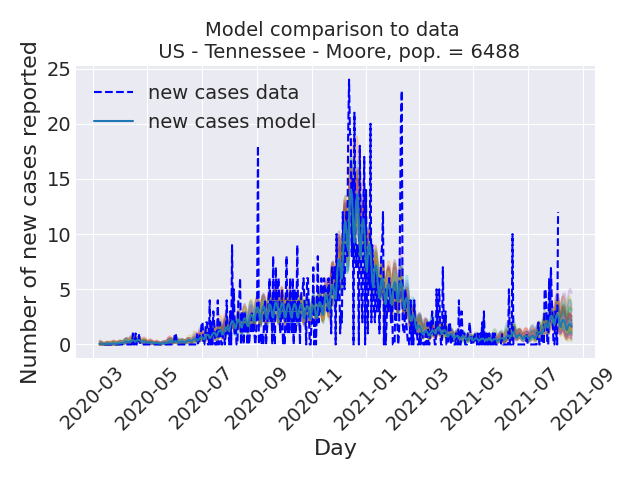 Model comparison to data
US - Tennessee - Moore, pop. = 6488
Number of new cases reported
25
20
15
10
5
0
new cases data
new cases model
2020-03
2020-05
2020-07
2020-09
2020-11
2021-01
2021-03
2021-05
2021-07
2021-09
Day